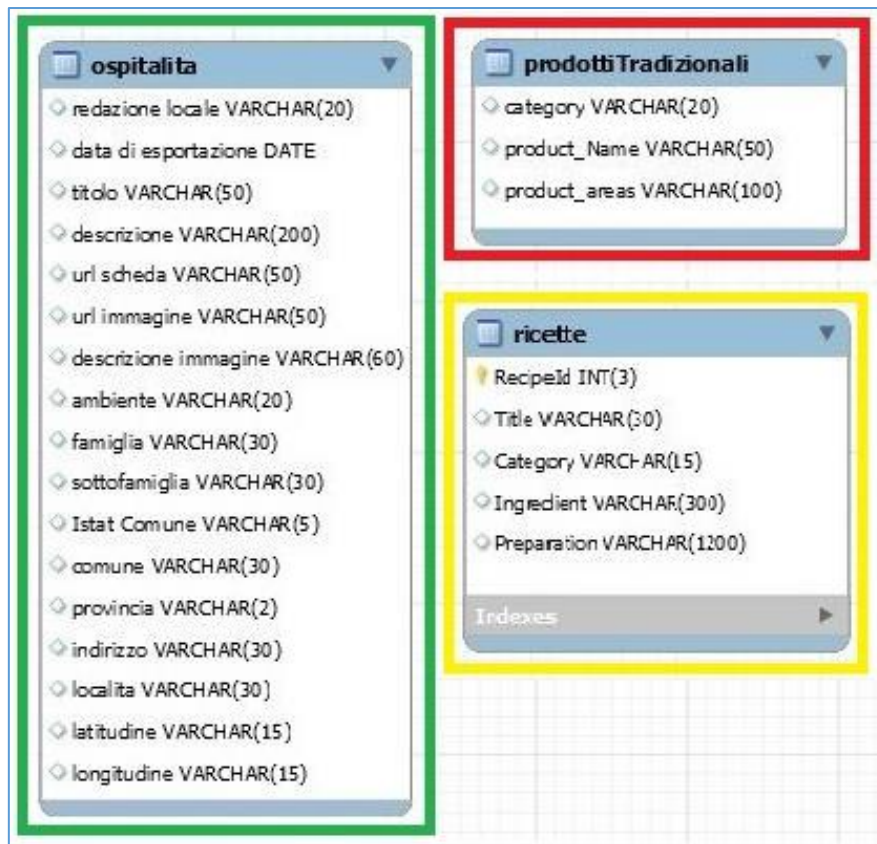 ospitalita
redazione locale VARCHAR(20)
data di esportazione DATE
titolo VARCHAR(50)
descrizione VARCHAR(200)
url scheda VARCHAR(50)
url immagine VARCHAR(50)
descrizione immagine VARCHAR(60)
ambiente VARCHAR(20)
famiglia VARCHAR(30)
sottofamiglia VARCHAR(30)
Istat Comune VARCHAR(5)
comune VARCHAR(30)
provincia VARCHAR(2)
indirizzo VARCHAR(30)
localita VARCHAR(30)
latitudine VARCHAR(15)
longitudine VARCHAR(15)
prodottiTradizionali
category VARCHAR(20)
product_Name VARCHAR(50)
product_areas VARCHAR(100)
ricette
RecipeId INT(3)
Title VARCHAR(30)
Category VARCHAR(15)
Ingredient VARCHAR(300)
Preparation VARCHAR(1200)
Indexes